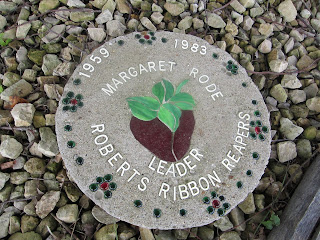 1959 1983
MARGARET RODE
LEADER
ROBERTS RIBBON REAPERS